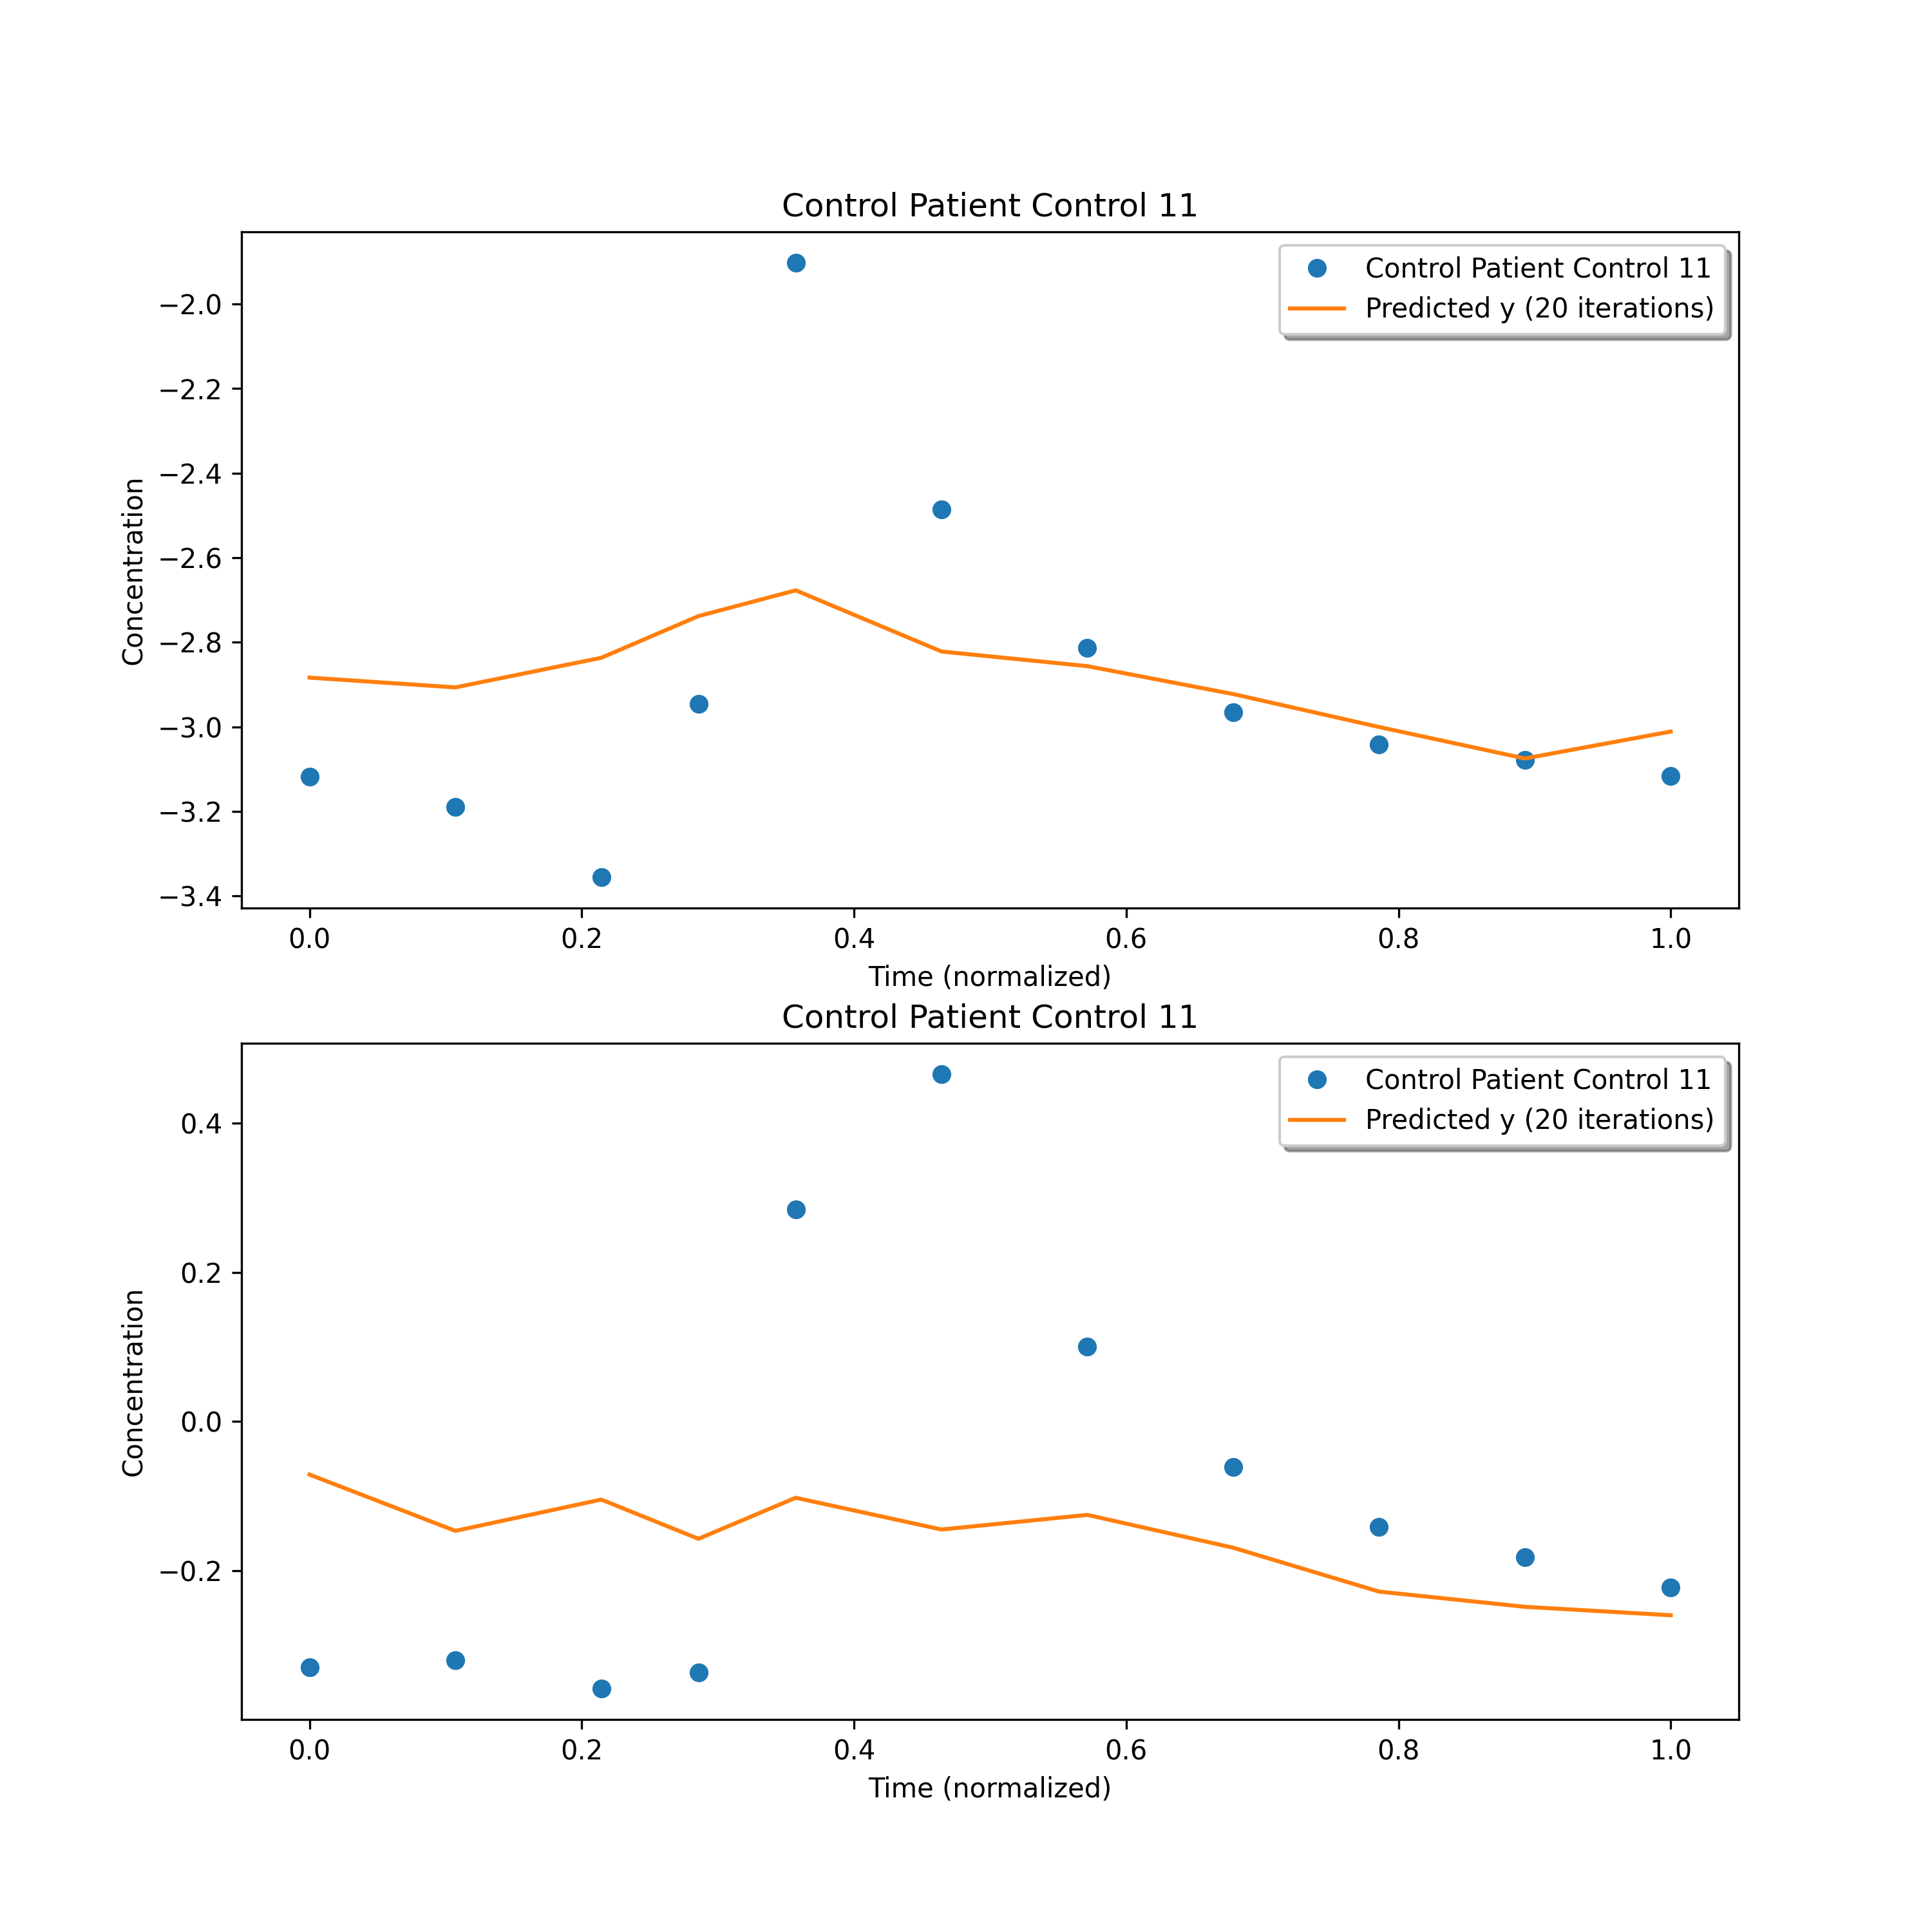 Control Patient Control 11
Control Patient Control 11
Predicted y (20 iterations)
Concentration
−2.0
−2.2
−2.4
−2.6
−2.8
−3.0
−3.2
−3.4
0.0 0.2 0.4 0.6 0.8 1.0
Time (normalized)
Control Patient Control 11
Control Patient Control 11
Predicted y (20 iterations)
Concentration
0.4
0.2
0.0
−0.2
0.0 0.2 0.4 0.6 0.8 1.0
Time (normalized)